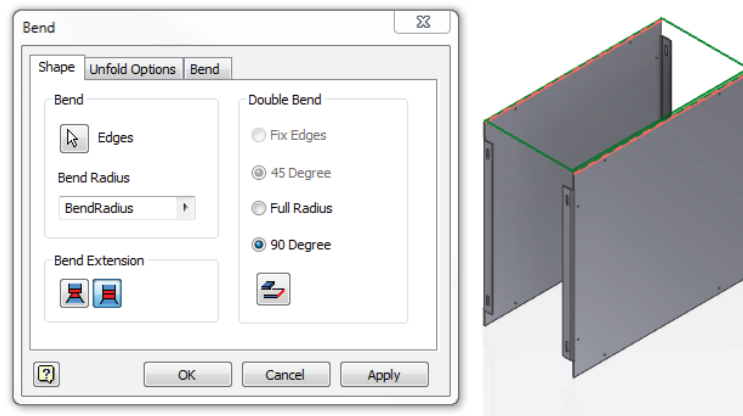 Bend
Shape Unfold Options Bend
Bend
Edges
Bend Radius
BendRadius
Bend Extension
Double Bend
Fix Edges
45 Degree
Full Radius
90 Degree
OK Cancel Apply